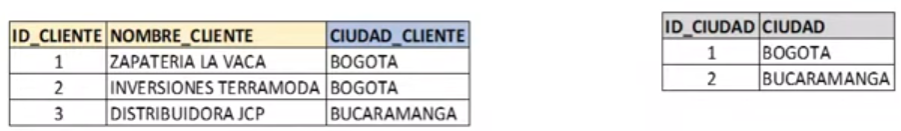 ID_CLIENTE NOMBRE_CLIENTE CIUDAD_CLIENTE
1 ZAPATERIA LA VACA BOGOTA
2 INVERSIONES TERRAMODA BOGOTA
3 DISTRIBUIDORA JCP BUCARAMANGA
ID_CIUDAD CIUDAD
1 BOGOTA
2 BUCARAMANGA